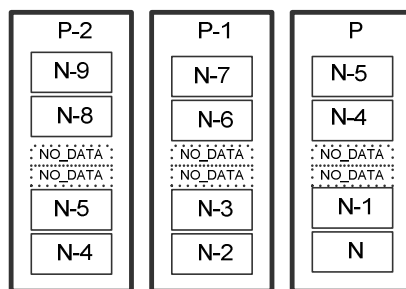 P-2
N-9
N-8
NO_DATA
NO_DATA
N-5
N-4
P-1
N-7
N-6
NO_DATA
NO_DATA
N-3
N-2
P
N-5
N-4
NO_DATA
NO_DATA
N-1
N